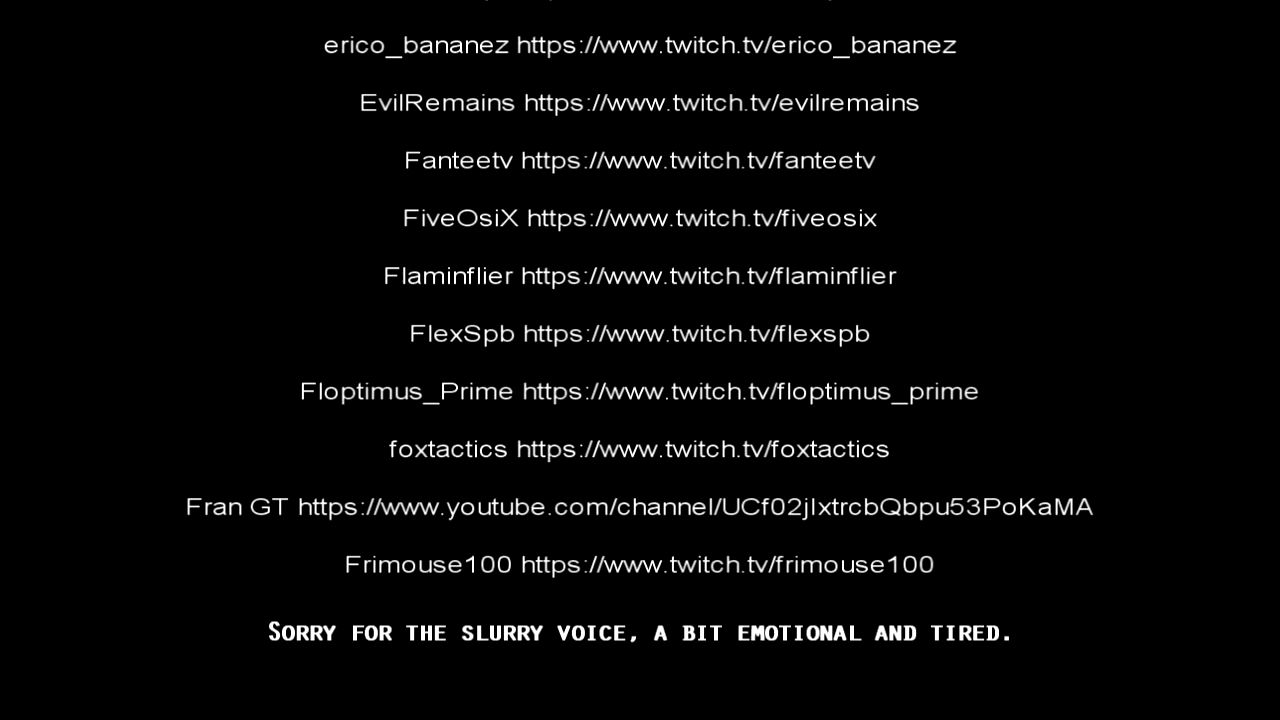 erico_bananez https://www.twitch.tv/erico_bananez
EvilRemains https://www.twitch.tv/evilremains
Fanteetv https://www.twitch.tv/fanteetv
FiveOsiX https://www.twitch.tv/fiveosix
Flaminflier https://www.twitch.tv/flaminflier
FlexSpb https://www.twitch.tv/flexspb
Floptimus_Prime https://www.twitch.tv/floptimus_prime
foxtactics https://www.twitch.tv/foxtactics
Fran GT https://www.youtube.com/channel/UCf02jIxtrcbQbpu53PoKaMA
Frimouse100 https://www.twitch.tv/frimouse100
Sorry for the slurry voice, a bit emotional and tired.